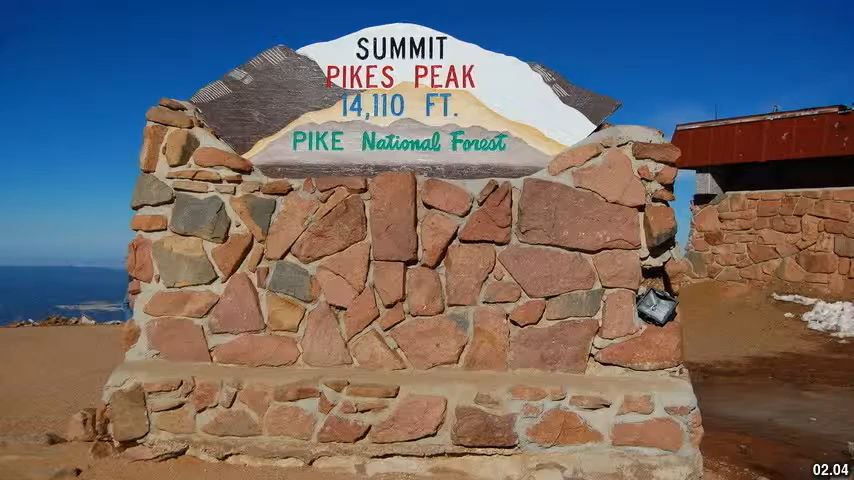 SUMMIT
PIKES PEAK
14,110 FT.
PIKE National Forest
02.04